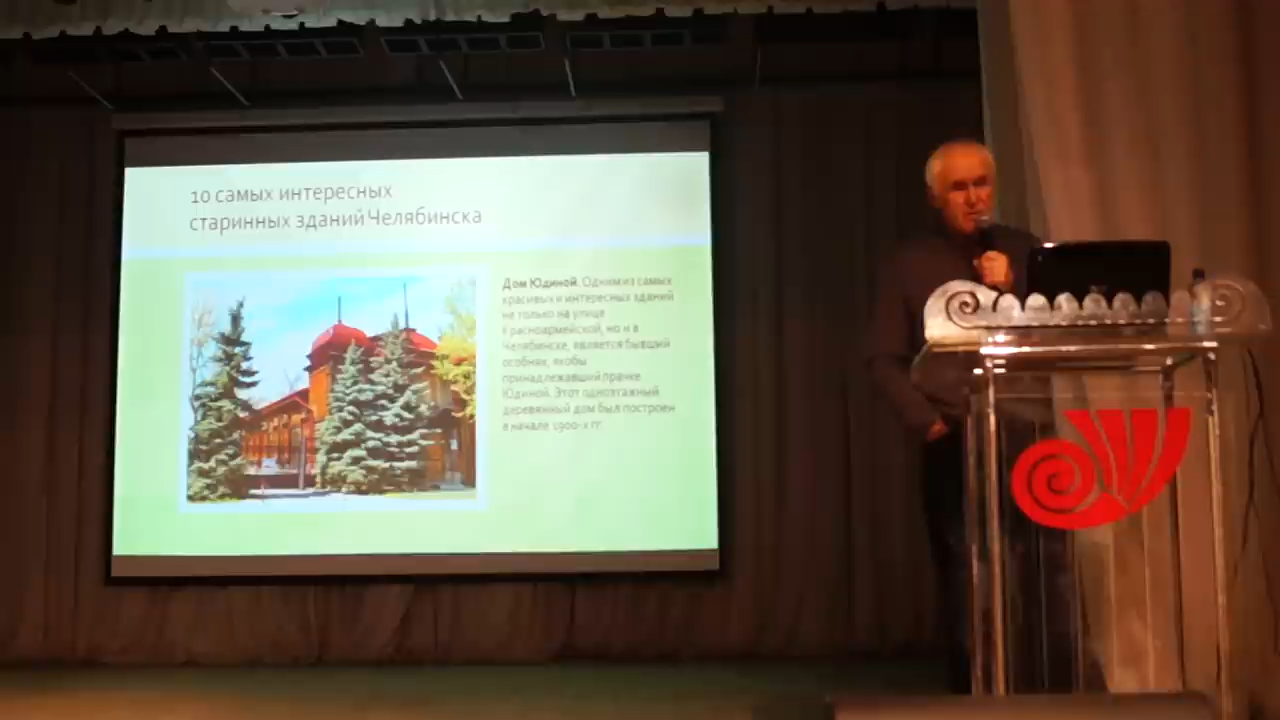 10 самых интересных
старинных зданий Челябинска
Дом Юдиной. Одним из самых
красивых и интересных зданий
не только на улице
Красноармейской, но и в
Челябинске, является бывший
особняк, якобы
принадлежавший прачке
Юдиной. Этот одноэтажный
деревянный дом был построен
в начале 1900-х гг.